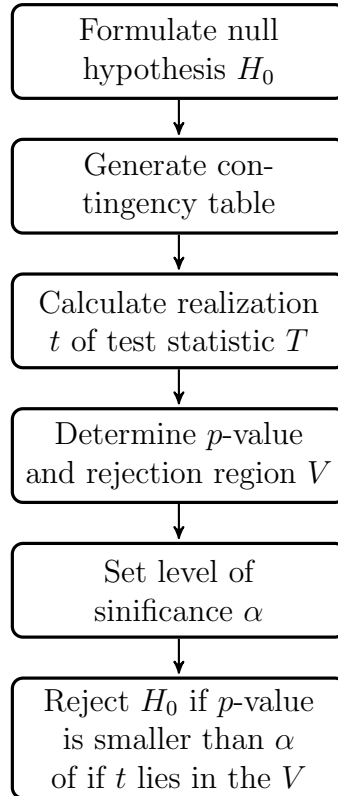 Formulate null
hypothesis H₀
Generate con-
tingency table
Calculate realization
t of test statistic T
Determine p-value
and rejection region V
Set level of
sinificance α
Reject H₀ if p-value
is smaller than α
of if t lies in the V